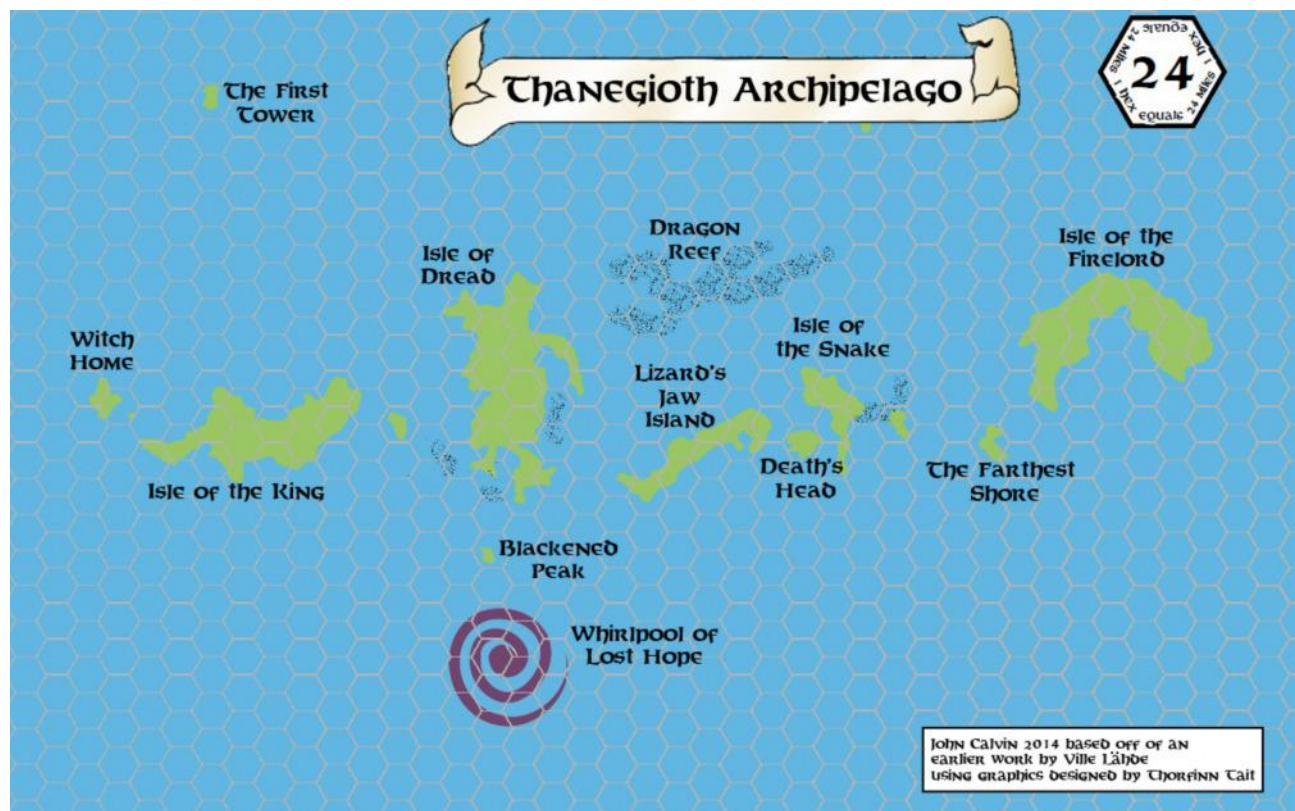 Thanegioth Archipelago
24
1 hex equals 24 Miles
1 hex equals 24 Miles
The First
Tower
Dragon
Reef
Isle of the
Firelord
Isle of
Dread
Witch
Home
Isle of
the Snake
Lizard's
Jaw
Island
Isle of the King
Death's
Head
The Farthest
Shore
Blackened
Peak
Whirlpool of
Lost Hope
John Calvin 2014 based off of an
earlier work by Ville Lähde
using graphics designed by Thorfinn Tait